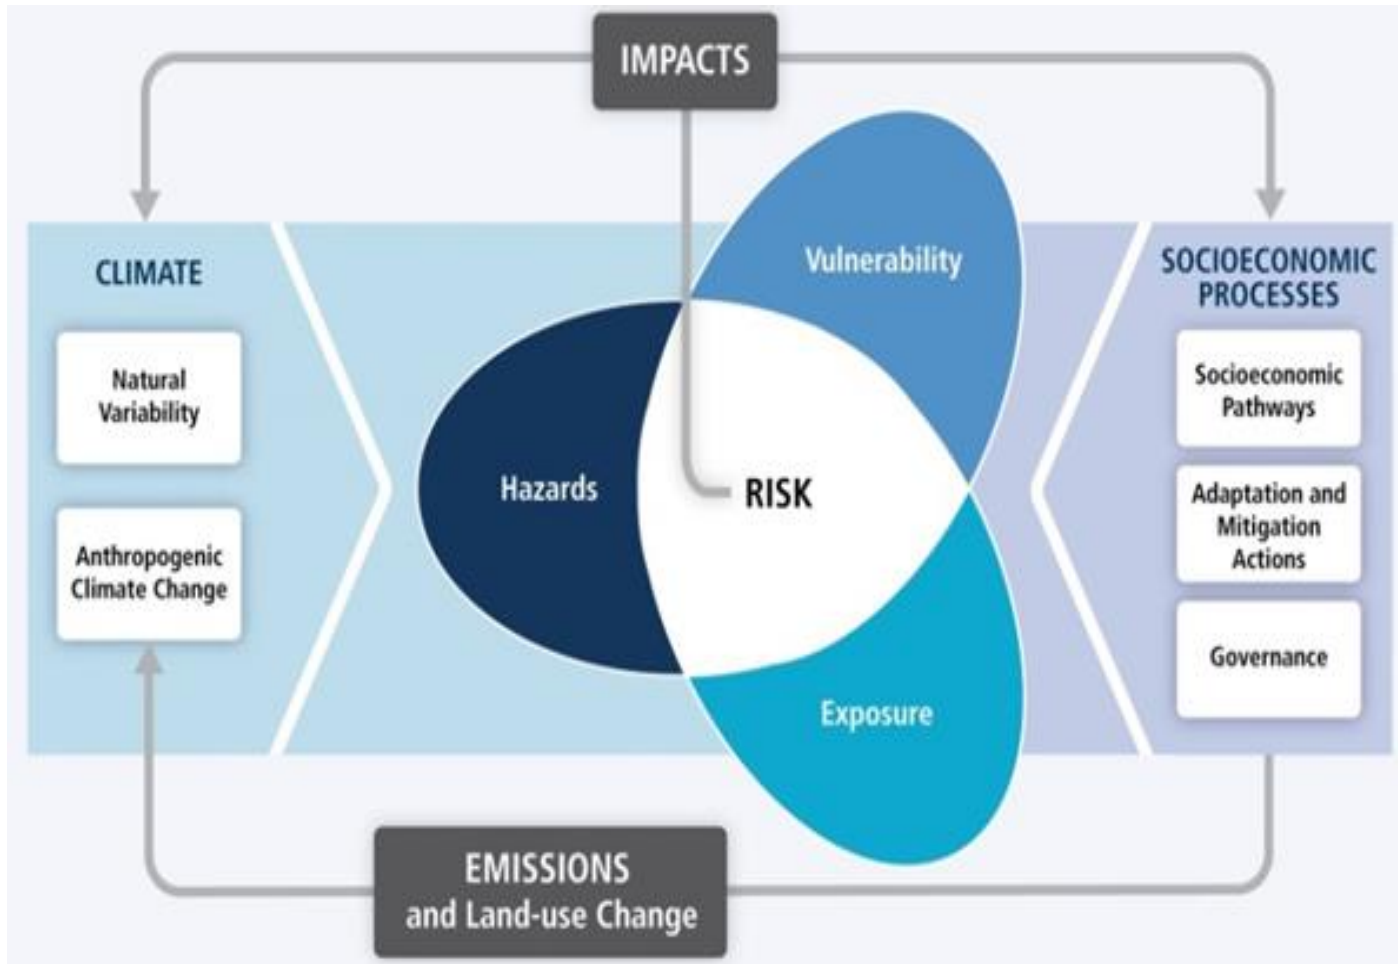 IMPACTS
CLIMATE
Natural
Variability
Anthropogenic
Climate Change
Vulnerability
Hazards
RISK
Exposure
SOCIOECONOMIC
PROCESSES
Socioeconomic
Pathways
Adaptation and
Mitigation
Actions
Governance
EMISSIONS
and Land-use Change